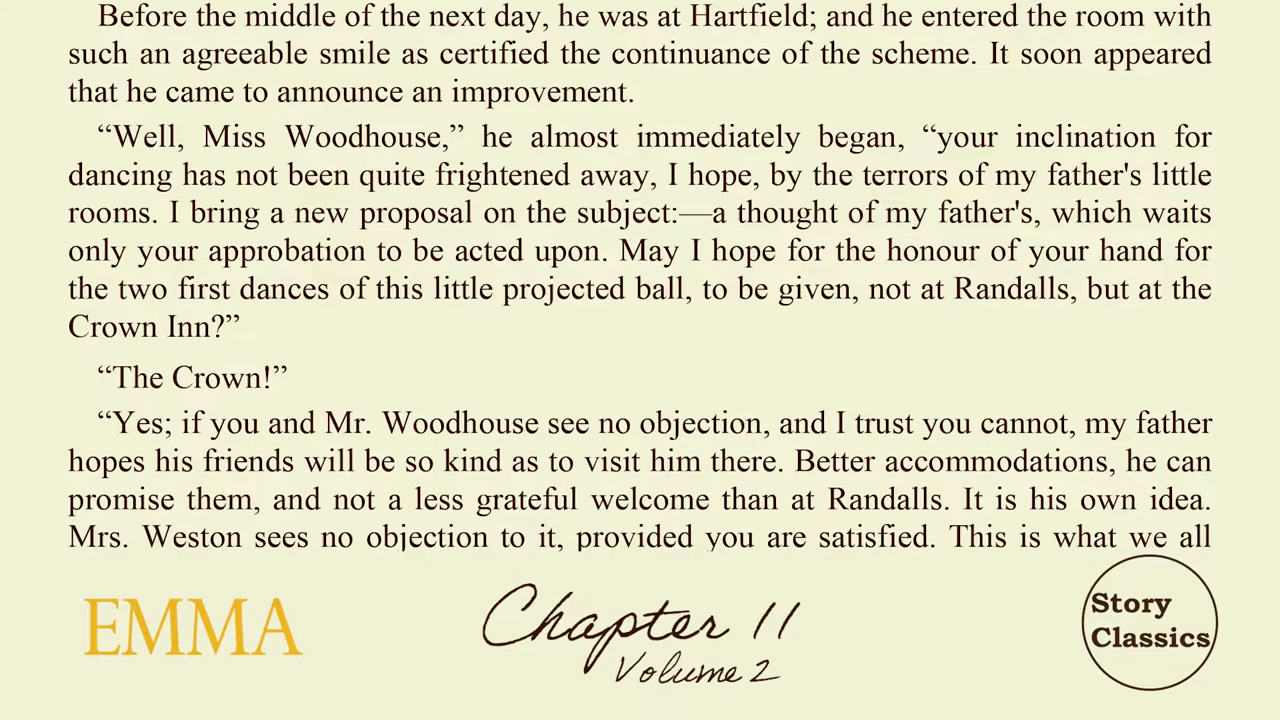 Before the middle of the next day, he was at Hartfield; and he entered the room with
such an agreeable smile as certified the continuance of the scheme. It soon appeared
that he came to announce an improvement.
“Well, Miss Woodhouse,” he almost immediately began, “your inclination for
dancing has not been quite frightened away, I hope, by the terrors of my father's little
rooms. I bring a new proposal on the subject:—a thought of my father's, which waits
only your approbation to be acted upon. May I hope for the honour of your hand for
the two first dances of this little projected ball, to be given, not at Randalls, but at the
Crown Inn?”
“The Crown!”
“Yes; if you and Mr. Woodhouse see no objection, and I trust you cannot, my father
hopes his friends will be so kind as to visit him there. Better accommodations, he can
promise them, and not a less grateful welcome than at Randalls. It is his own idea.
Mrs. Weston sees no objection to it, provided you are satisfied. This is what we all
EMMA
Chapter 11
Volume 2
Story
Classics